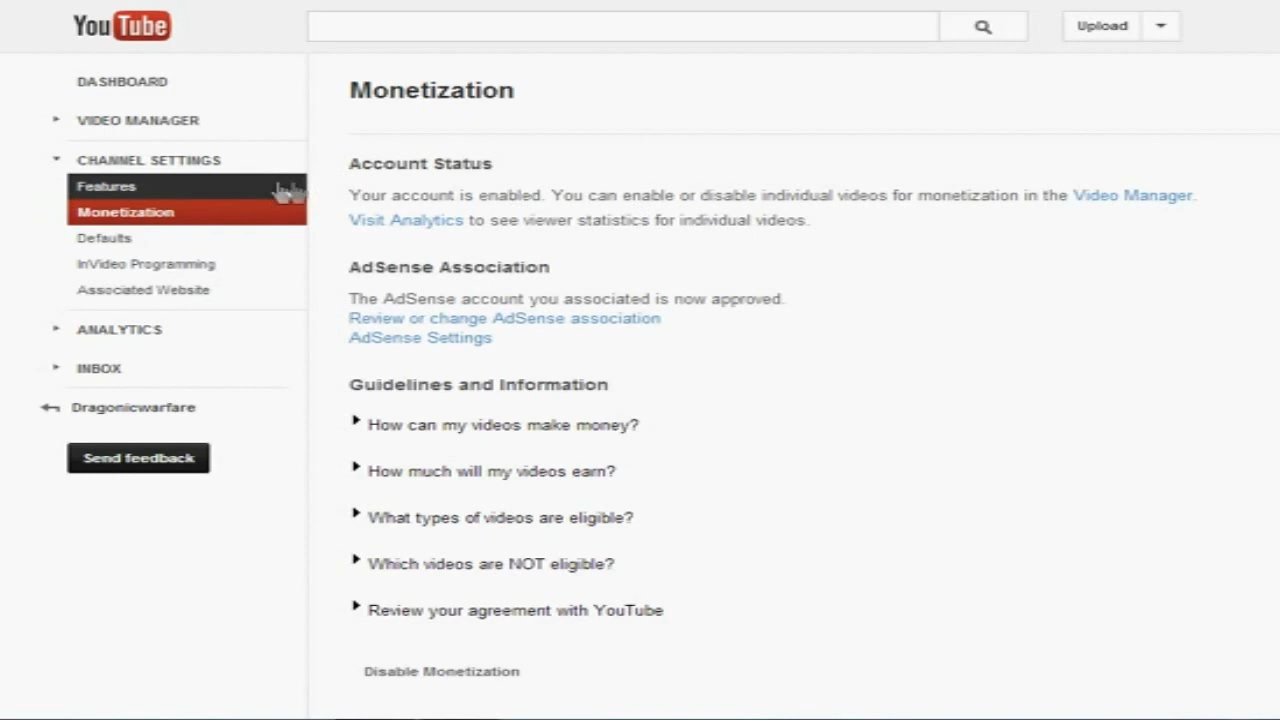 YouTube
Upload
DASHBOARD
VIDEO MANAGER
CHANNEL SETTINGS
Features
Monetization
Defaults
InVideo Programming
Associated Website
ANALYTICS
INBOX
Dragonicwarfare
Send feedback
Monetization
Account Status
Your account is enabled. You can enable or disable individual videos for monetization in the Video Manager.
Visit Analytics to see viewer statistics for individual videos.
AdSense Association
The AdSense account you associated is now approved.
Review or change AdSense association
AdSense Settings
Guidelines and Information
How can my videos make money?
How much will my videos earn?
What types of videos are eligible?
Which videos are NOT eligible?
Review your agreement with YouTube
Disable Monetization